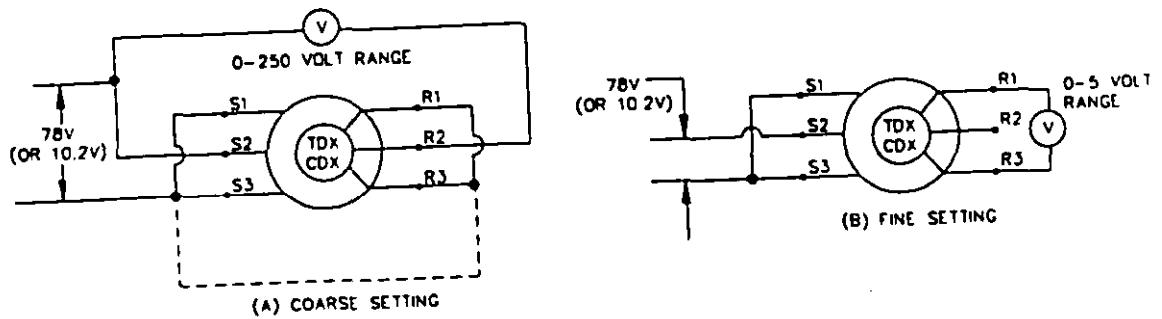 V
0-250 VOLT RANGE
78V
(OR 10.2V)
S1
S2
S3
TDX
CDX
R1
R2
R3
(A) COARSE SETTING
78V
(OR 10.2V)
S1
S2
S3
TDX
CDX
R1
R2
R3
0-5 VOLT
RANGE
V
(B) FINE SETTING